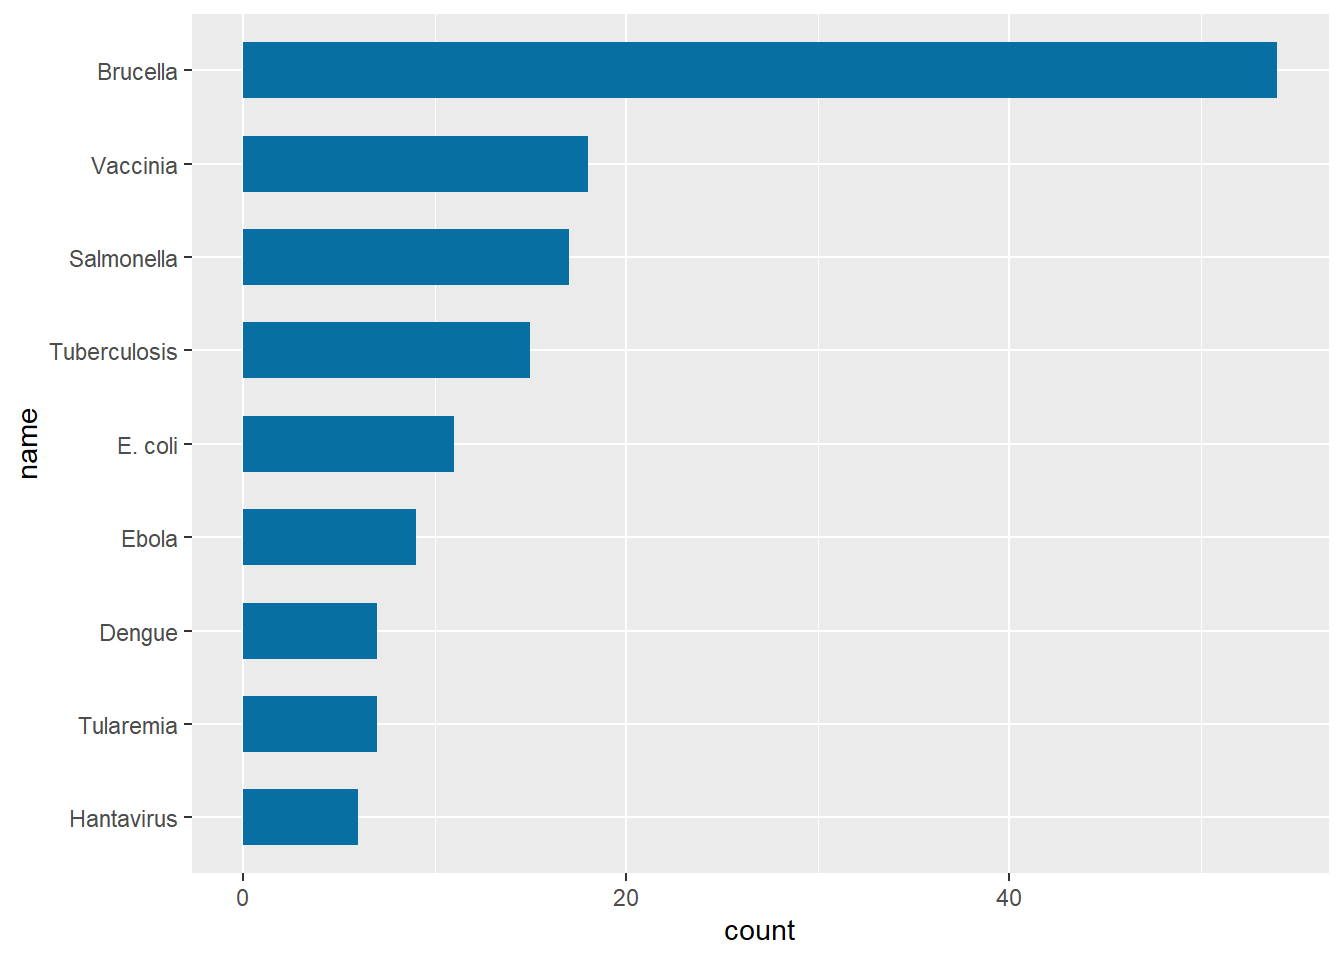 Brucella
Vaccinia
Salmonella
Tuberculosis
E. coli
Ebola
Dengue
Tularemia
Hantavirus
name
0 20 40
count